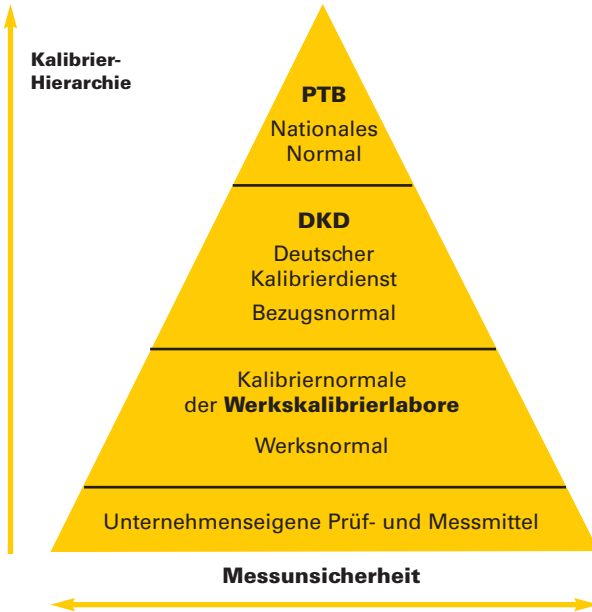 Kalibrier-
Hierarchie
PTB
Nationales
Normal
DKD
Deutscher
Kalibrierdienst
Bezugsnormal
Kalibriernormale
der Werkskalibrierlabore
Werksnormal
Unternehmenseigene Prüf- und Messmittel
Messunsicherheit